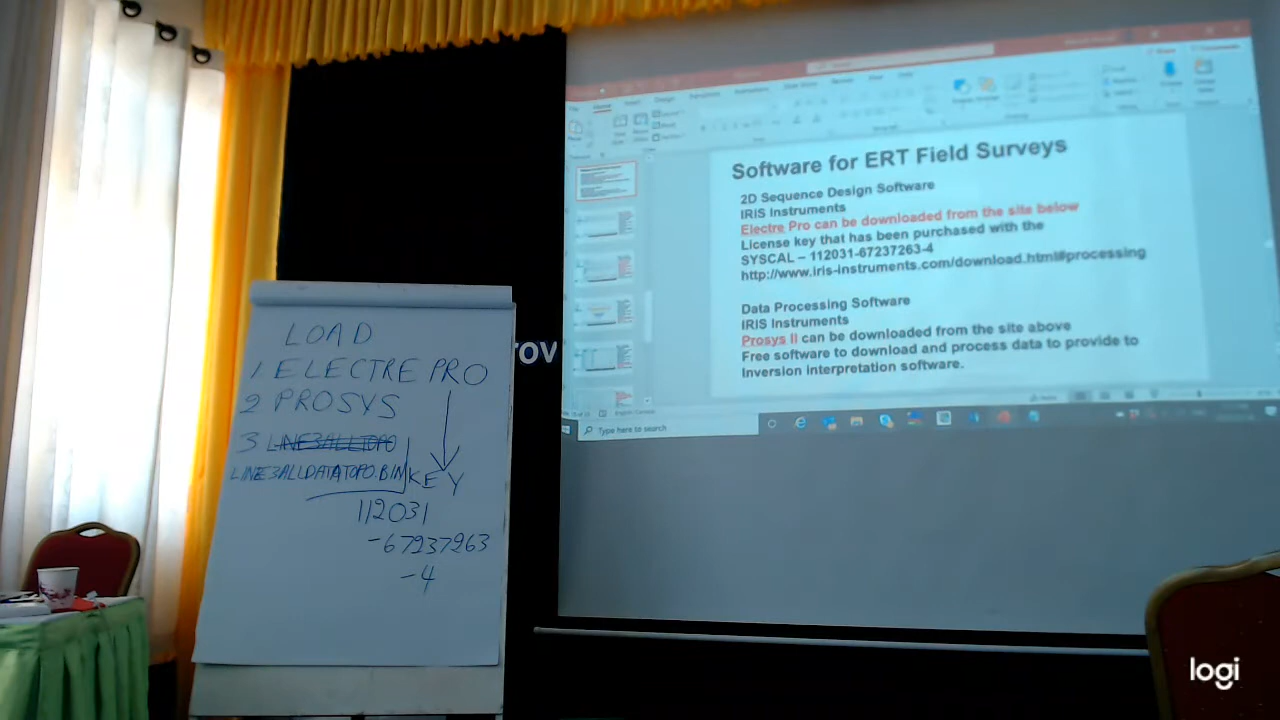 LOAD
1. ELECTRE PRO
2 PROSYS
3 LINE3ALLTOPO
LINE3ALLDATATOPO.BIN
KEY
112031
-67237263
-4
rov
Software for ERT Field Surveys
2D Sequence Design Software
IRIS Instruments
Electre Pro can be downloaded from the site below
License key that has been purchased with the
SYSCAL – 112031-67237263-4
http://www.iris-instruments.com/download.html#processing
Data Processing Software
IRIS Instruments
Prosys II can be downloaded from the site above
Free software to download and process data to provide to
Inversion interpretation software.
Type here to search
logi